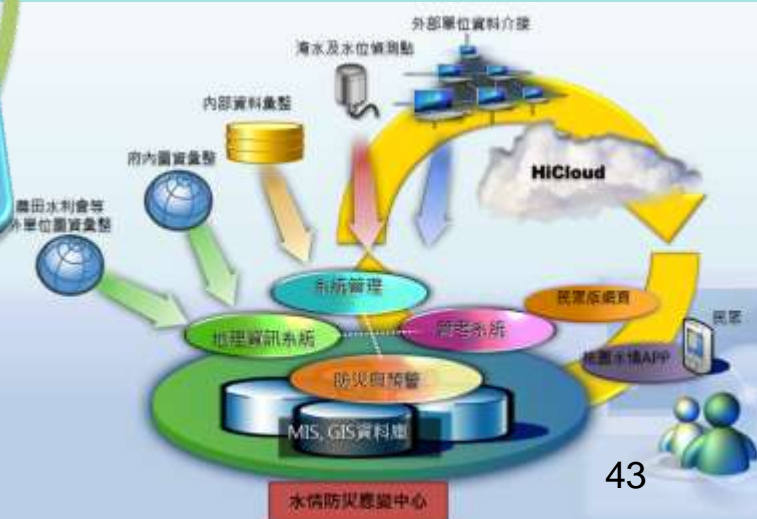 外部單位資料介接
淹水及水位偵測點
內部資料彙整
府內圖資彙整
農田水利會等
外單位圖資彙整
HiCloud
系統管理
地理資訊系統
管考系統
民眾版網頁
民眾
桃園水情APP
防災與預警
MIS, GIS資料庫
水情防災應變中心
43